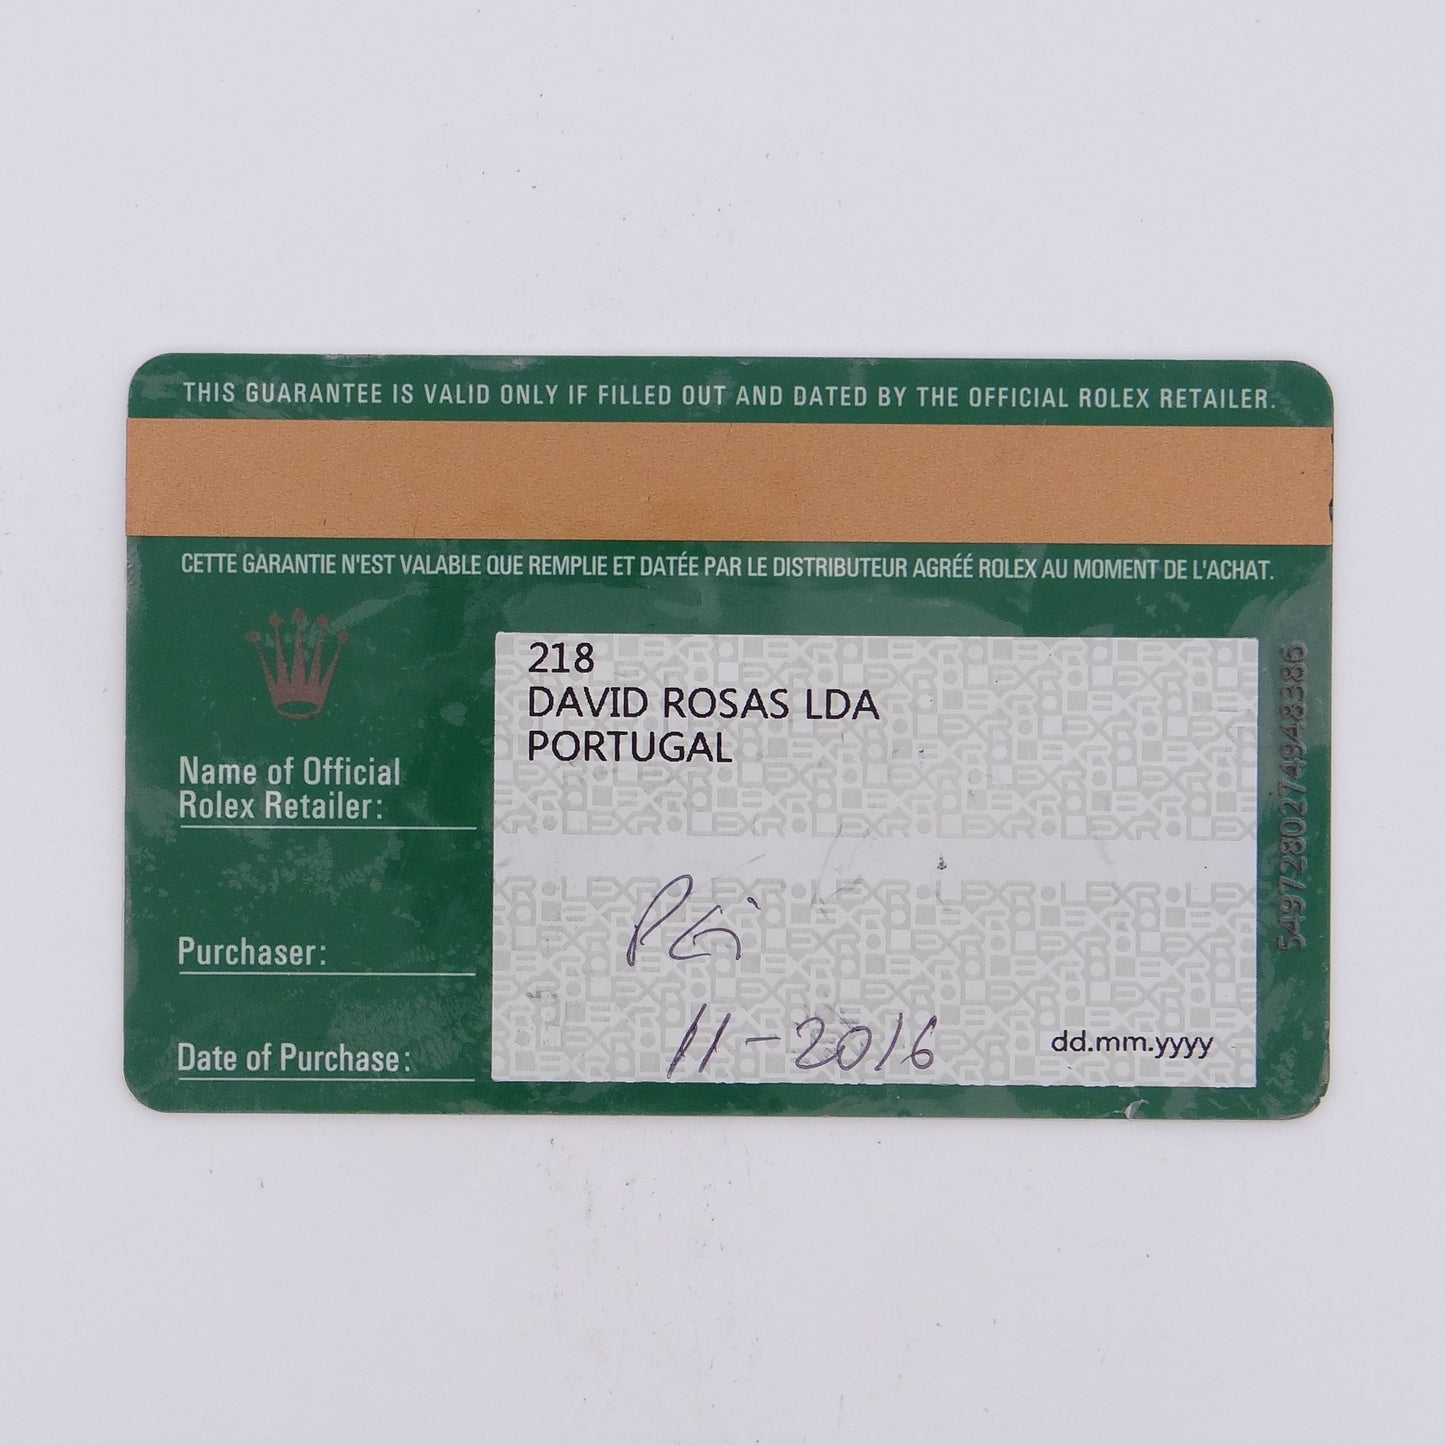 THIS GUARANTEE IS VALID ONLY IF FILLED OUT AND DATED BY THE OFFICIAL ROLEX RETAILER.
CETTE GARANTIE N'EST VALABLE QUE REMPLIE ET DATÉE PAR LE DISTRIBUTEUR AGRÉÉ ROLEX AU MOMENT DE L'ACHAT.
218
DAVID ROSAS LDA
PORTUGAL
Name of Official
Rolex Retailer:
Purchaser:
Date of Purchase:
11-2016
dd.mm.yyyy